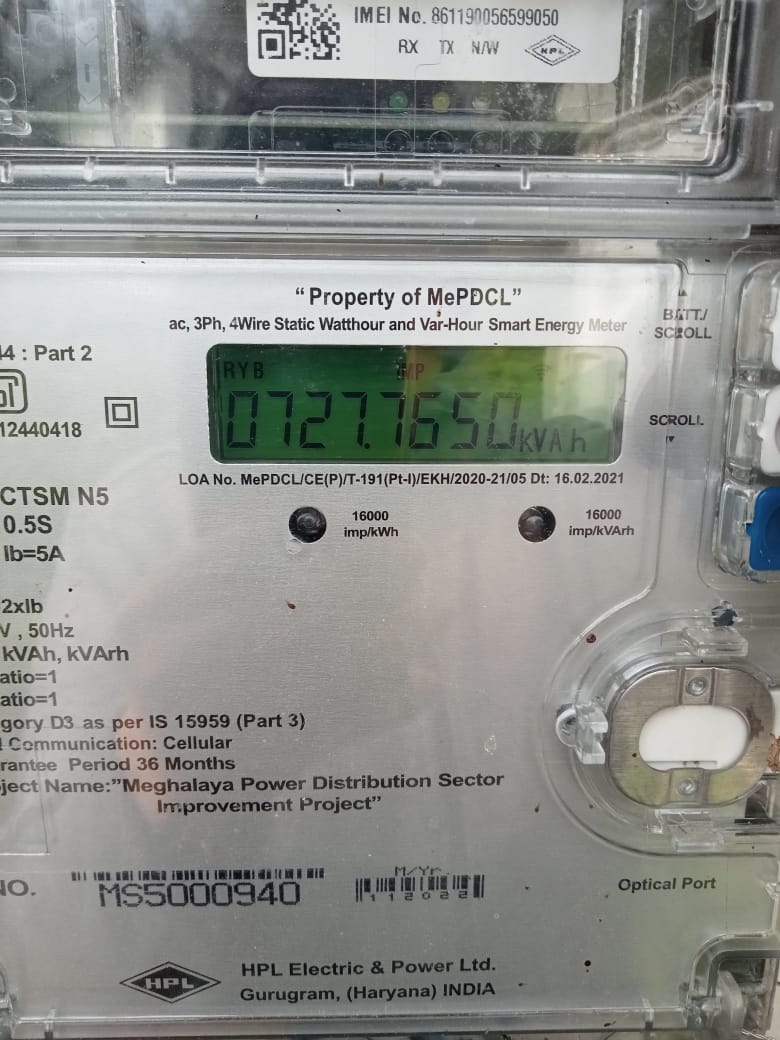 IMEI No. 861190056599050
RX TX N/W
HPL
"Property of MePDCL"
ac, 3Ph, 4Wire Static Watthour and Var-Hour Smart Energy Meter
BATT./
SCROLL
14 : Part 2
RYB IMP
0727.7650kVAh
12440418
SCROLL
LOA No. MePDCL/CE(P)/T-191(Pt-I)/EKH/2020-21/05 Dt: 16.02.2021
CTSM N5
16000
imp/kWh
16000
imp/kVArh
0.5S
Ib=5A
2xIb
V , 50Hz
kVAh, kVArh
atio=1
atio=1
gory D3 as per IS 15959 (Part 3)
l Communication: Cellular
rantee Period 36 Months
ject Name:"Meghalaya Power Distribution Sector
Improvement Project"
NO. MS5000940
M/Yr.
112022
Optical Port
HPL
HPL Electric & Power Ltd.
Gurugram, (Haryana) INDIA